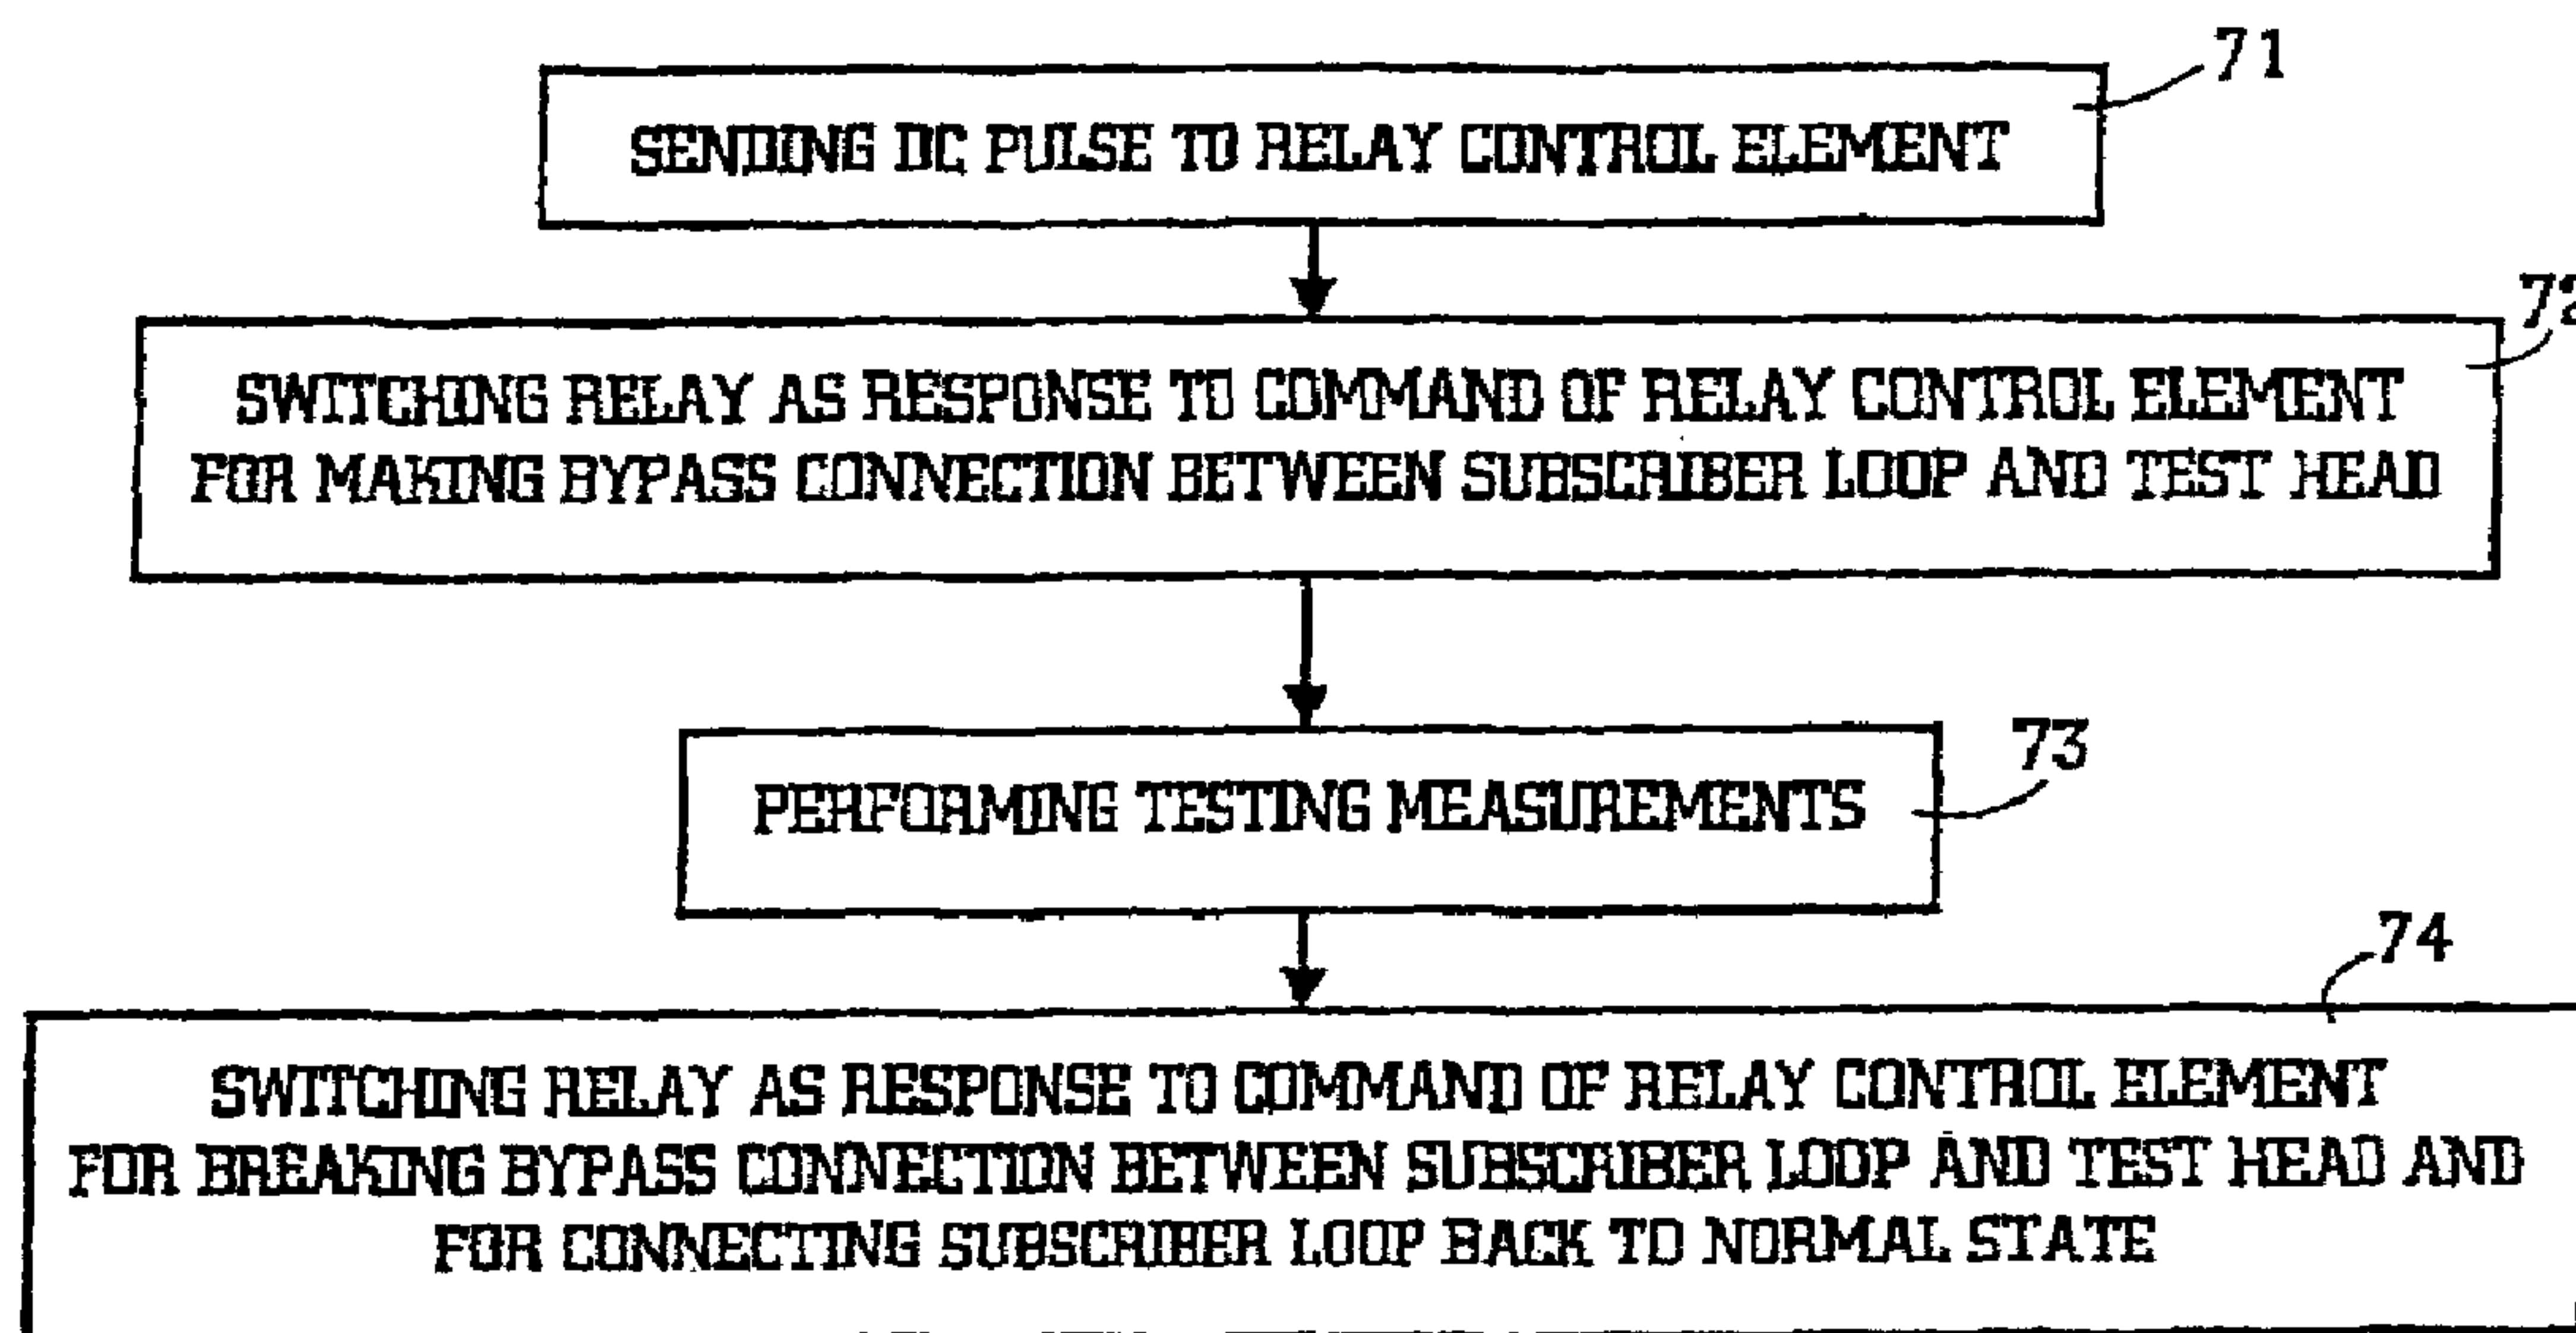 71
SENDING DC PULSE TO RELAY CONTROL ELEMENT
72
SWITCHING RELAY AS RESPONSE TO COMMAND OF RELAY CONTROL ELEMENT
FOR MAKING BYPASS CONNECTION BETWEEN SUBSCRIBER LOOP AND TEST HEAD
73
PERFORMING TESTING MEASUREMENTS
74
SWITCHING RELAY AS RESPONSE TO COMMAND OF RELAY CONTROL ELEMENT
FOR BREAKING BYPASS CONNECTION BETWEEN SUBSCRIBER LOOP AND TEST HEAD AND
FOR CONNECTING SUBSCRIBER LOOP BACK TO NORMAL STATE